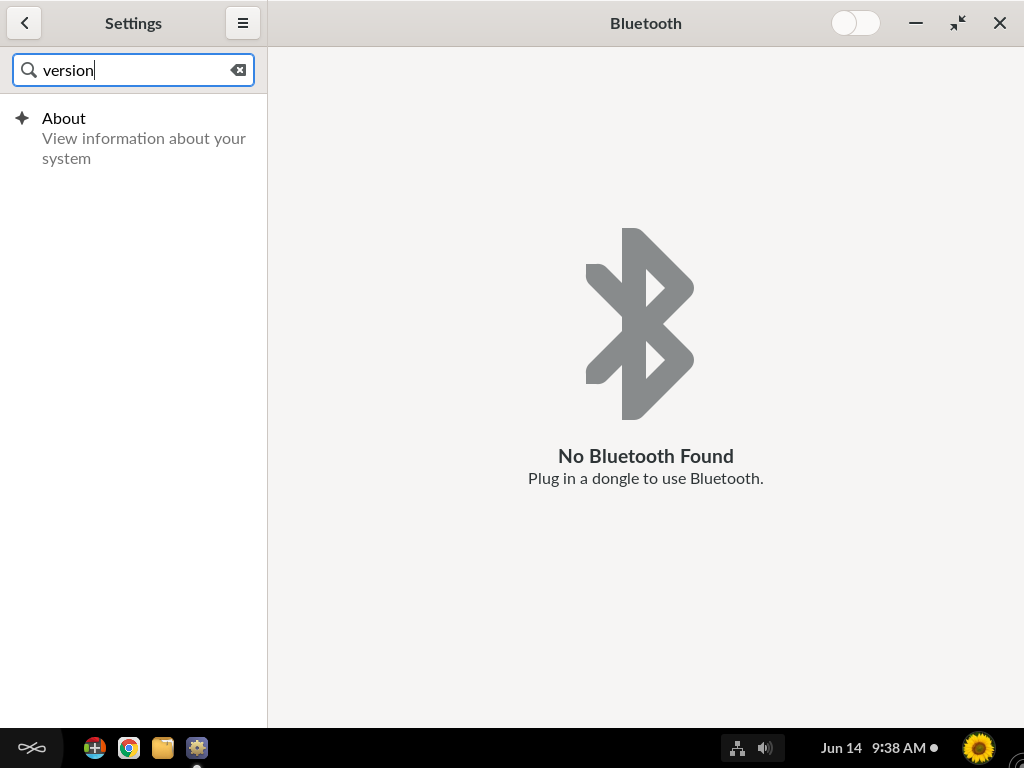 Settings
Bluetooth
version
About
View information about your
system
No Bluetooth Found
Plug in a dongle to use Bluetooth.
Jun 14 9:38 AM